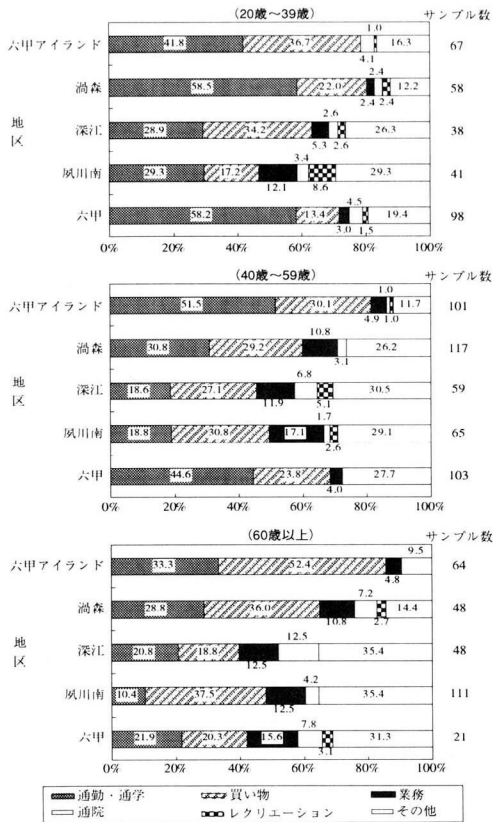 (20歳～39歳) サンプル数
1.0
六甲アイランド 41.8 36.7 16.3 67
4.1
2.4
渦森 58.5 22.0 12.2 58
2.4 2.4
2.6
深江 28.9 34.2 26.3 38
5.3 2.6
3.4
夙川南 29.3 17.2 29.3 41
12.1 8.6
4.5
六甲 58.2 13.4 19.4 98
3.0 1.5
地区
0% 20% 40% 60% 80% 100%
(40歳～59歳) サンプル数
1.0
六甲アイランド 51.5 30.1 11.7 101
4.9 1.0
10.8
渦森 30.8 29.2 26.2 117
3.1
6.8
深江 18.6 27.1 30.5 59
11.9 5.1
1.7
夙川南 18.8 30.8 17.1 29.1 65
2.6
六甲 44.6 23.8 27.7 103
4.0
地区
0% 20% 40% 60% 80% 100%
(60歳以上) サンプル数
9.5
六甲アイランド 33.3 52.4 64
4.8
7.2
渦森 28.8 36.0 14.4 48
10.8 2.7
12.5
深江 20.8 18.8 35.4 48
12.5
4.2
夙川南 10.4 37.5 35.4 111
12.5
7.8
六甲 21.9 20.3 15.6 31.3 21
3.1
地区
0% 20% 40% 60% 80% 100%
通勤・通学 買い物 業務
通院 レクリエーション その他